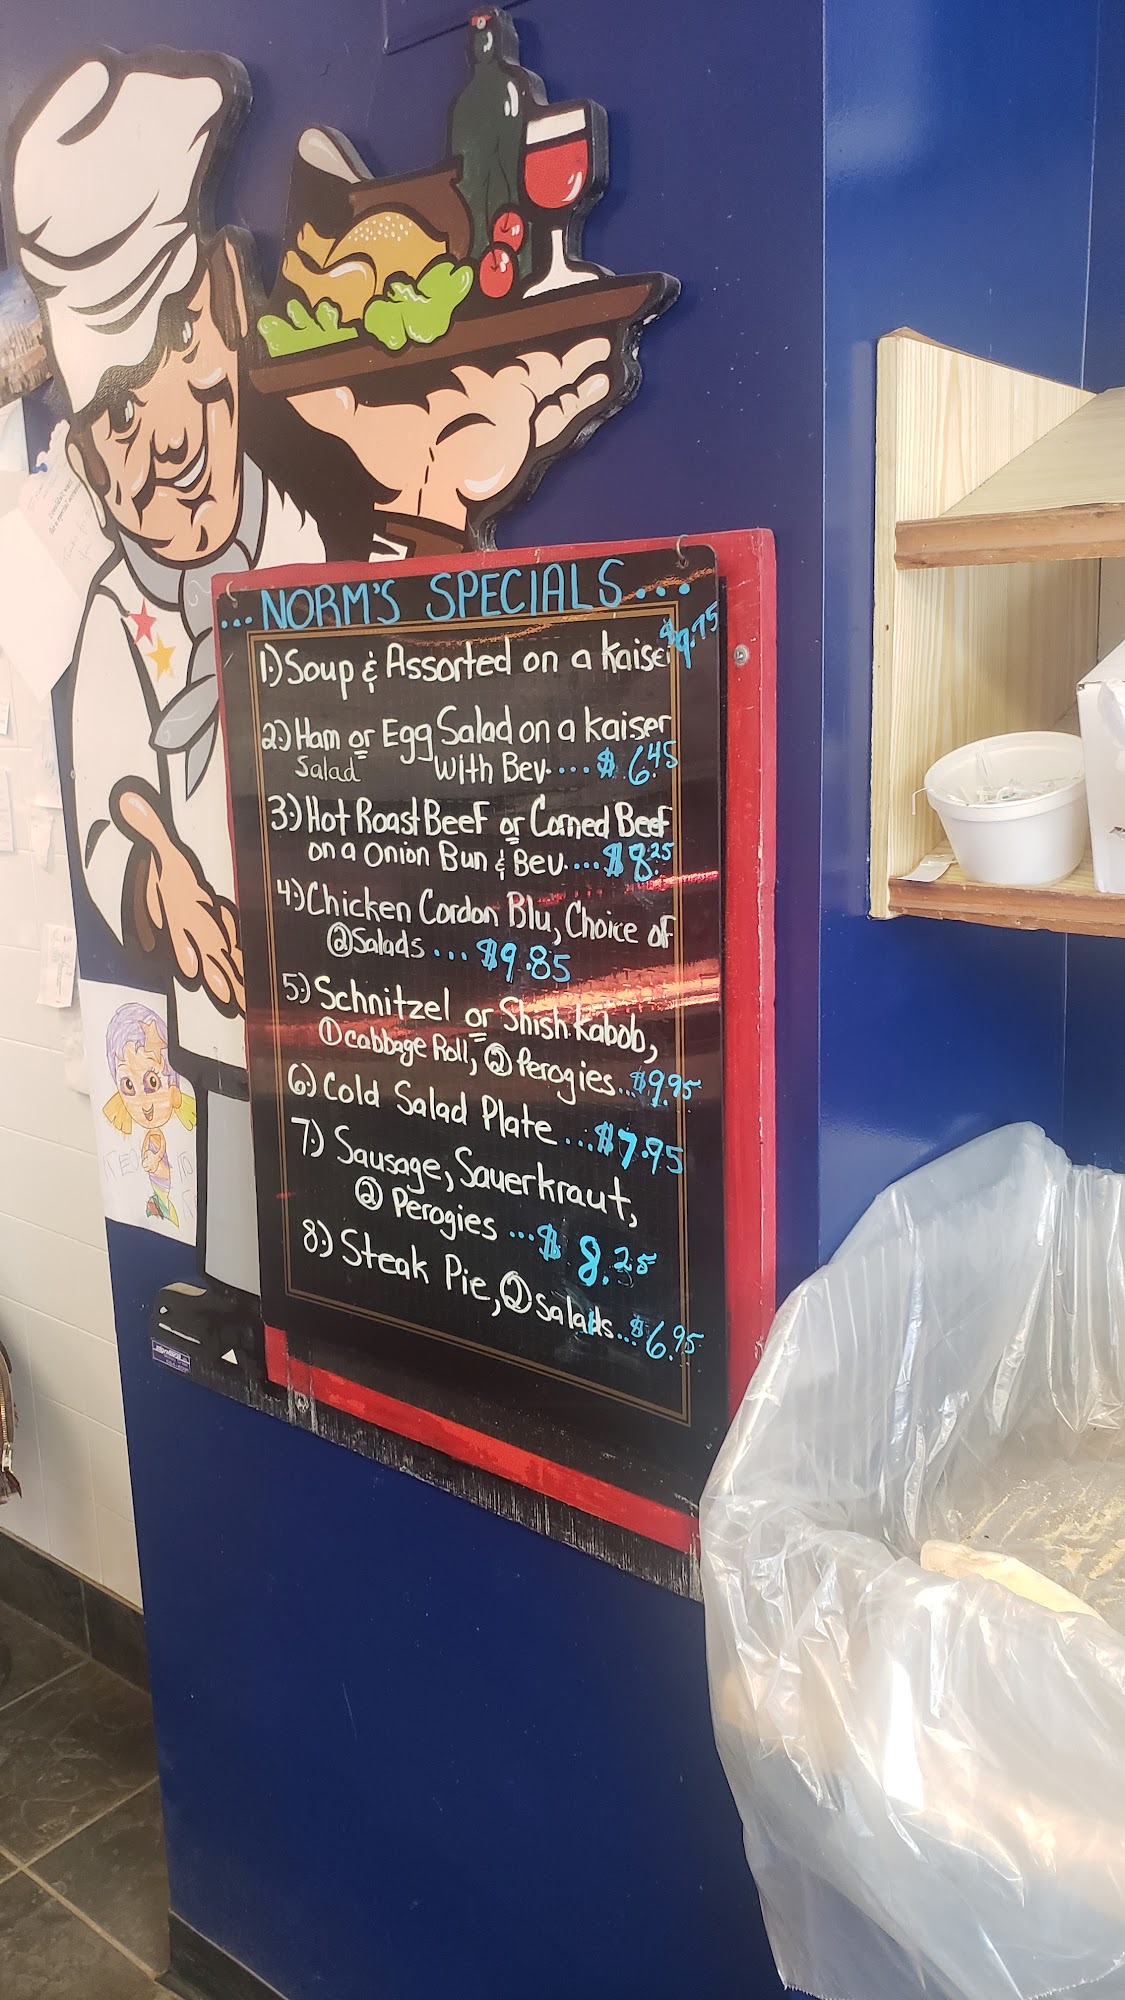 ...NORM'S SPECIALS...
1.) Soup & Assorted on a Kaiser $9.75
2.) Ham or Egg Salad on a Kaiser
Salad with Bev.... $6.45
3.) Hot Roast Beef or Corned Beef
on a Onion Bun & Bev....$8.25
4.) Chicken Cordon Blu, Choice of
② Salads ... $9.85
5.) Schnitzel or Shish.Kabob,
① cabbage Roll, ② Perogies...$9.95
6.) Cold Salad Plate ...$7.95
7.) Sausage, Sauerkraut,
② Perogies ...$8.25
8.) Steak Pie, ② salads...$6.95